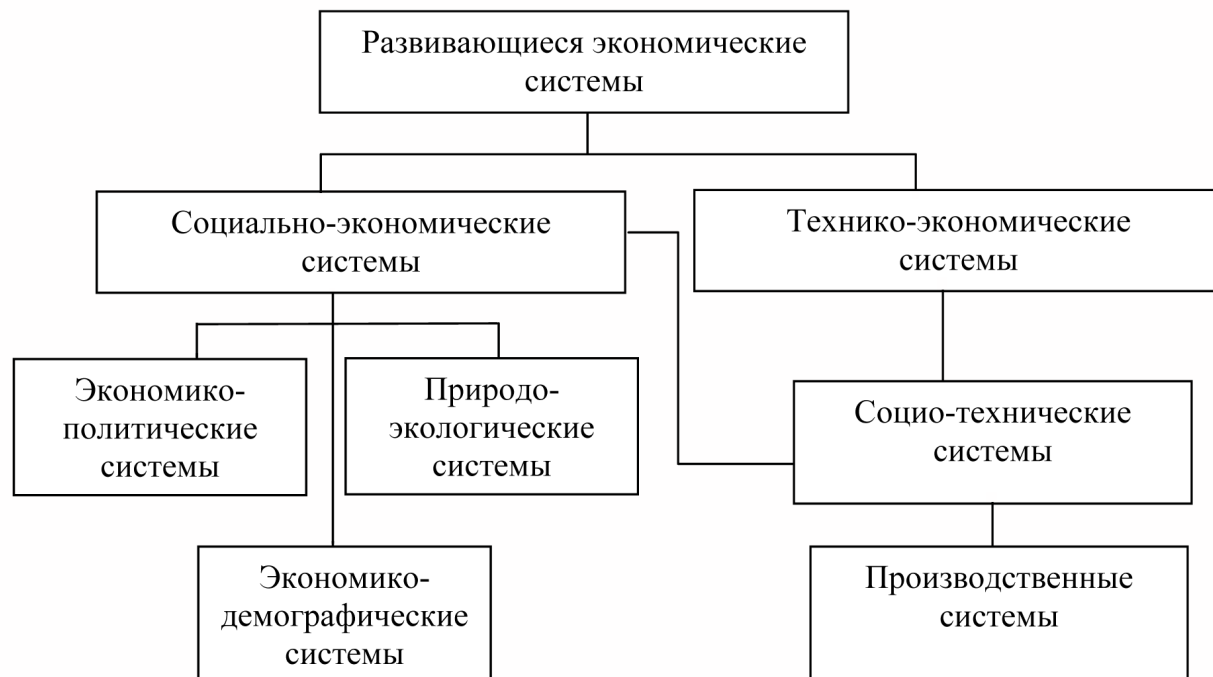 Развивающиеся экономические
системы
Социально-экономические
системы
Технико-экономические
системы
Экономико-
политические
системы
Природо-
экологические
системы
Социо-технические
системы
Экономико-
демографические
системы
Производственные
системы